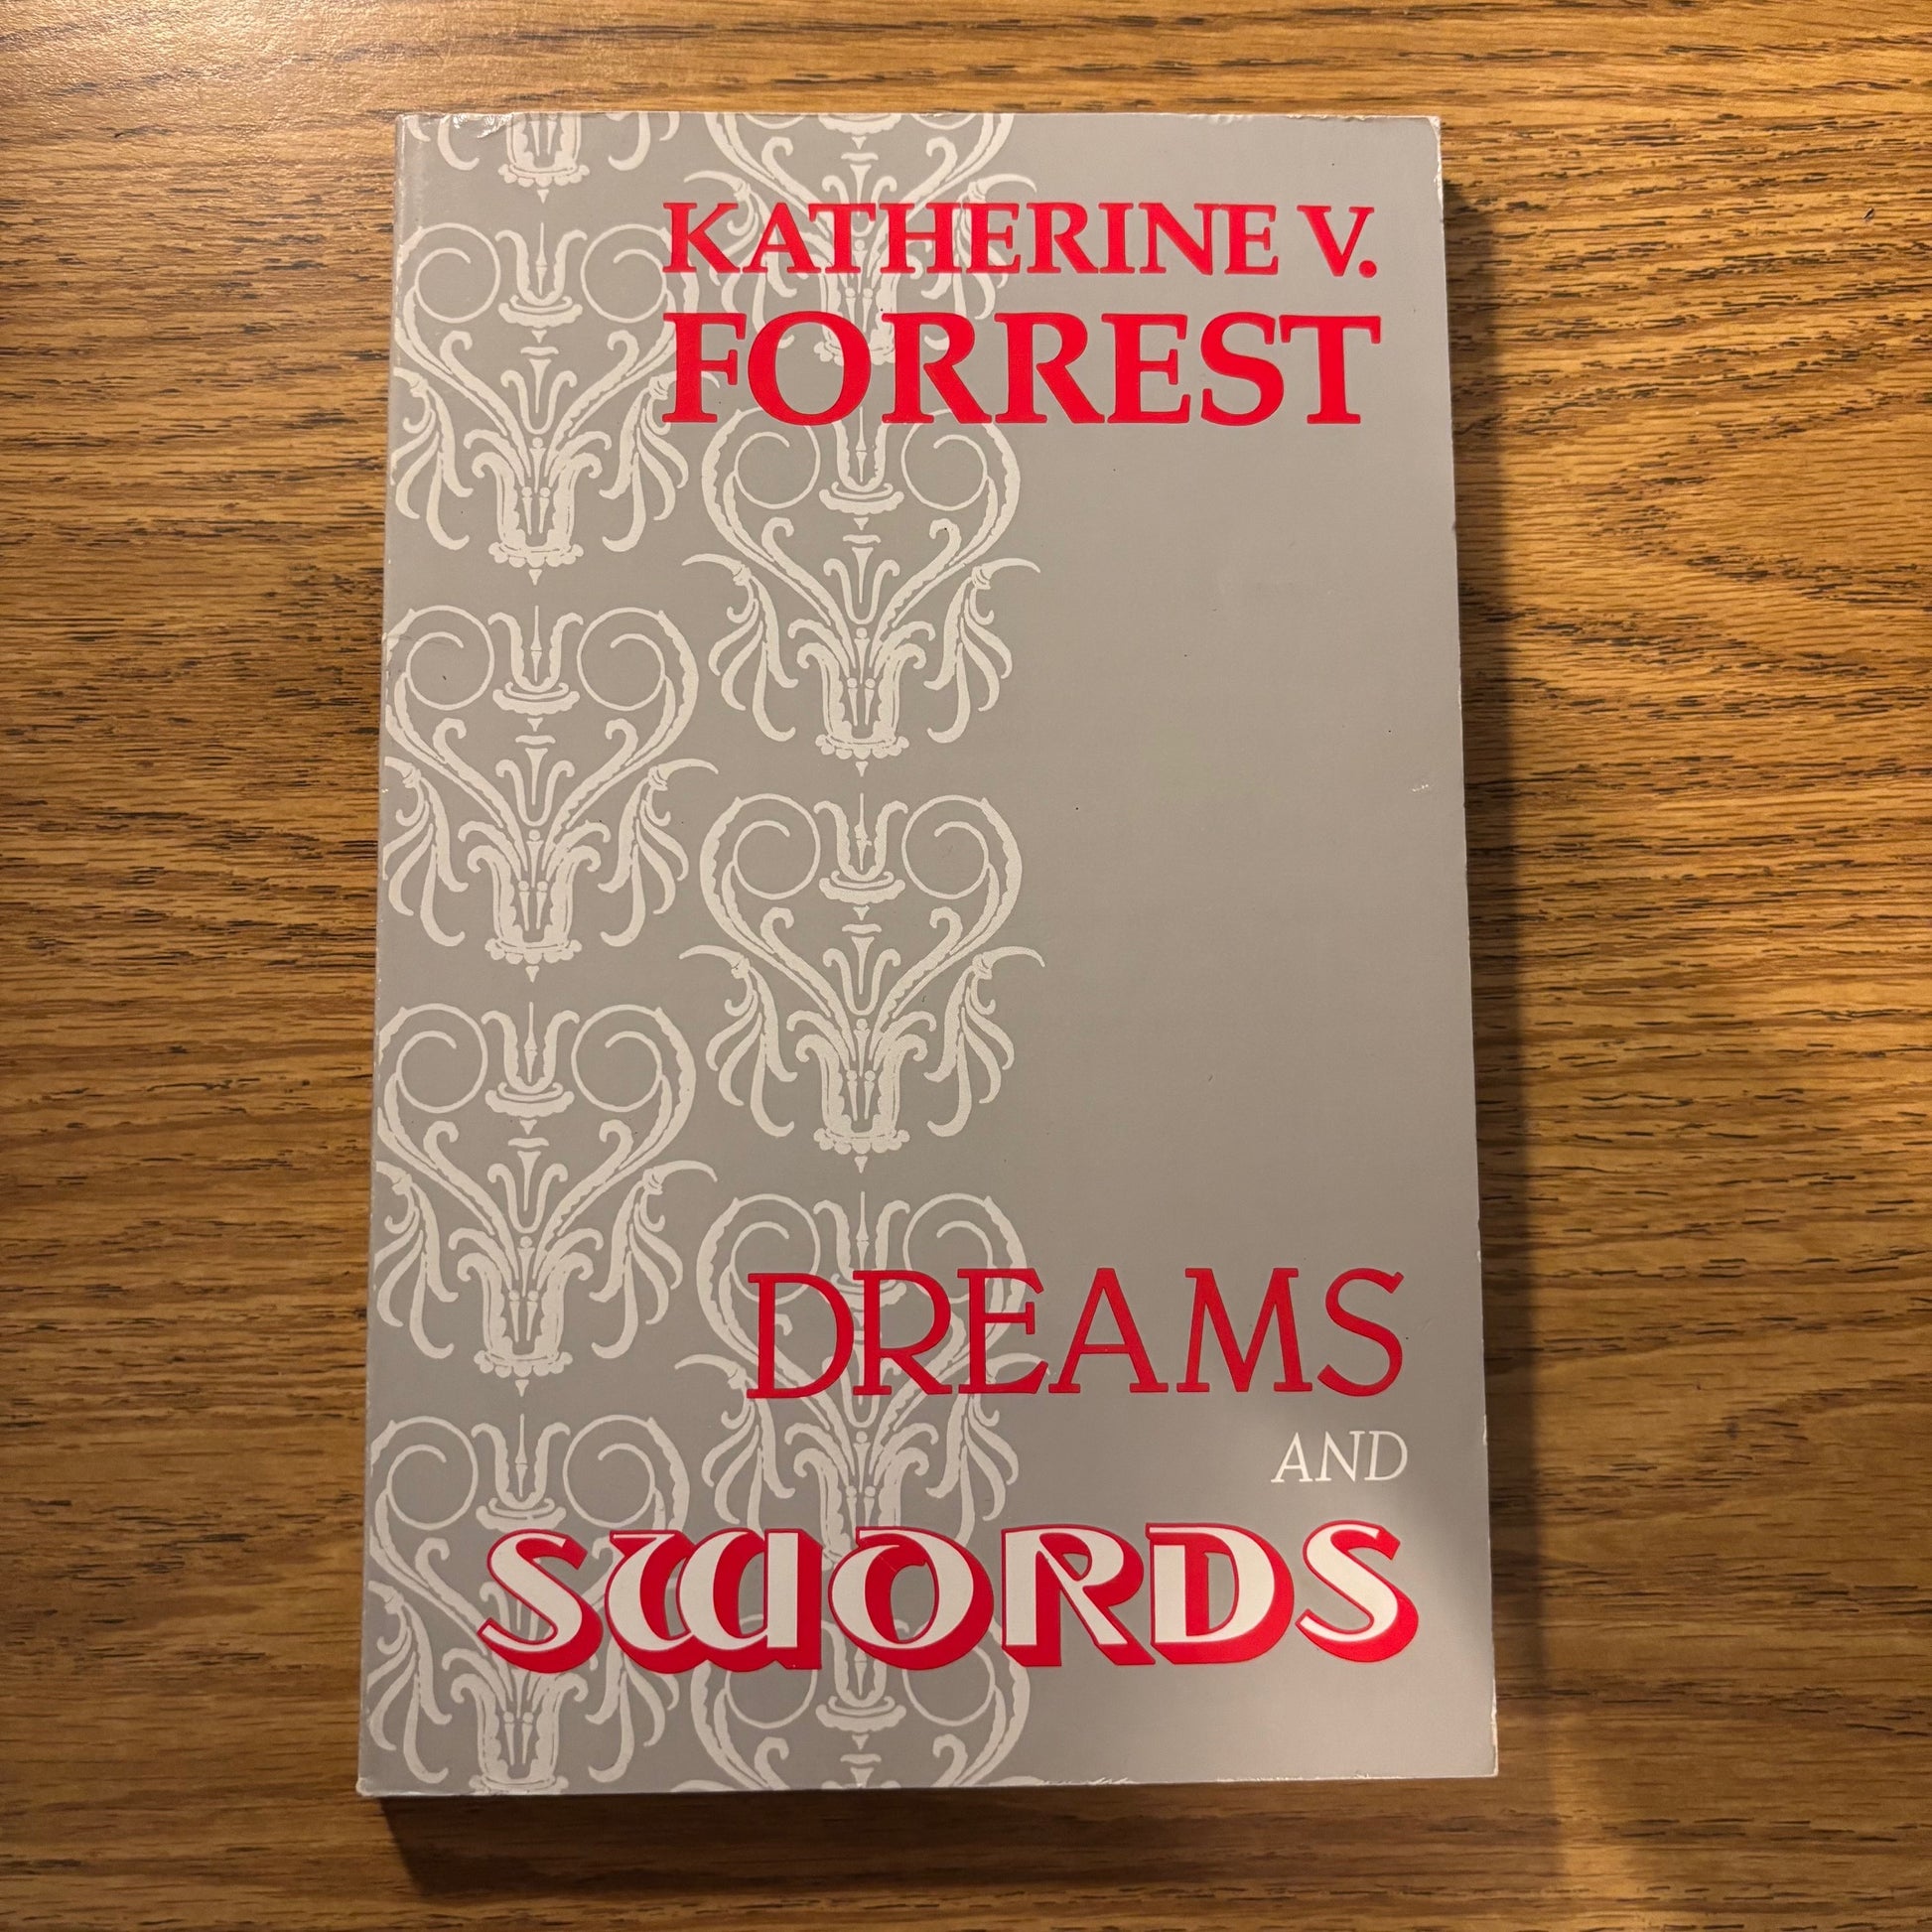 KATHERINE V.
FORREST
DREAMS
AND
SWORDS